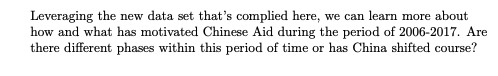 Leveraging the new data set that's complied here, we can learn more about
how and what has motivated Chinese Aid during the period of 2006-2017. Are
there different phases within this period of time or has China shifted course?